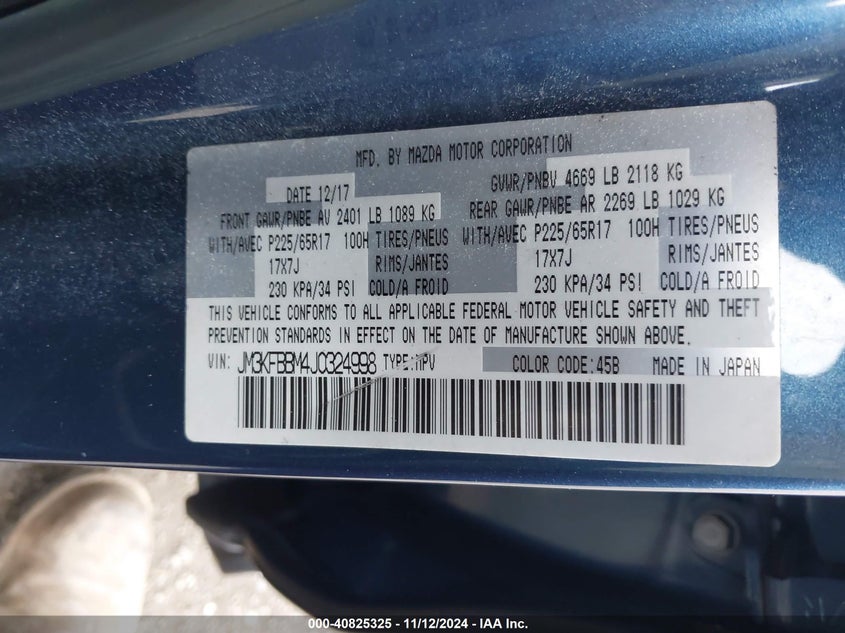 MFD. BY MAZDA MOTOR CORPORATION
DATE 12/17 GVWR/PNBV 4669 LB 2118 KG
FRONT GAWR/PNBE AV 2401 LB 1089 KG REAR GAWR/PNBE AR 2269 LB 1029 KG
WITH/AVEC P225/65R17 100H TIRES/PNEUS WITH/AVEC P225/65R17 100H TIRES/PNEUS
17X7J RIMS/JANTES 17X7J RIMS/JANTES
230 KPA/34 PSI COLD/A FROID 230 KPA/34 PSI COLD/A FROID
THIS VEHICLE CONFORMS TO ALL APPLICABLE FEDERAL MOTOR VEHICLE SAFETY AND THEFT
PREVENTION STANDARDS IN EFFECT ON THE DATE OF MANUFACTURE SHOWN ABOVE.
VIN: JM3KFBBM4J0324998 TYPE:MPV COLOR CODE:45B MADE IN JAPAN
000-40825325 - 11/12/2024 - IAA Inc.